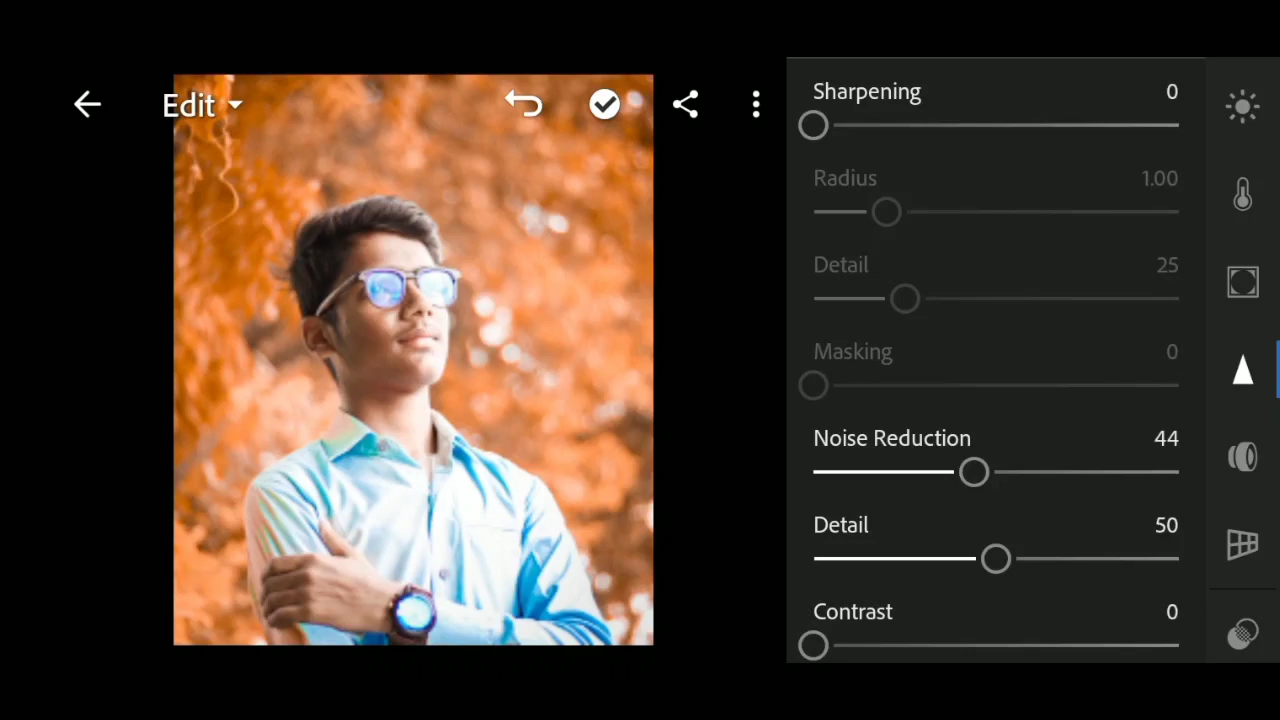 Edit
Sharpening 0
Radius 1.00
Detail 25
Masking 0
Noise Reduction 44
Detail 50
Contrast 0